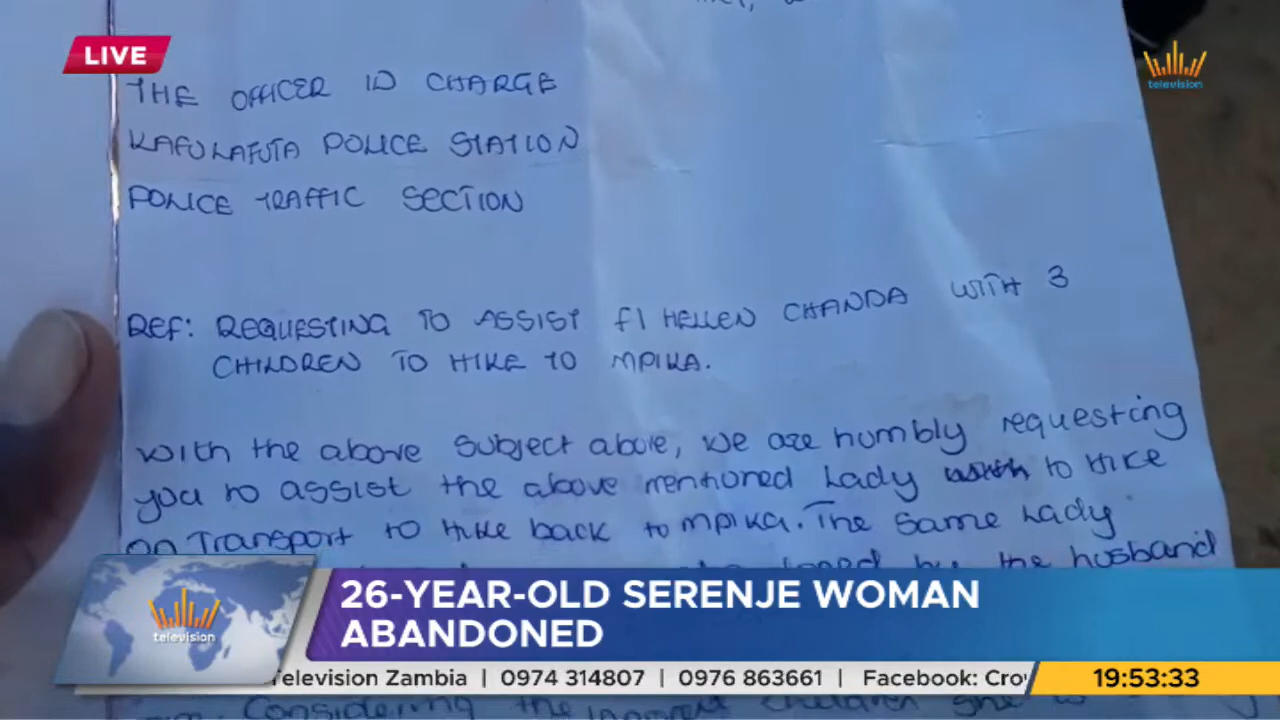 LIVE
television
THE OFFICER IN CHARGE
KAFULAFUTA POLICE STATION
POLICE TRAFFIC SECTION
REF: REQUESTING TO ASSIST F/ HELLEN CHANDA WITH 3
CHILDREN TO HIKE TO MPIKA.
With the above subject above, we are humbly requesting
you to assist the above mentioned Lady to Hike
on Transport to Hike back to mpika. The same Lady
by the husband
television
26-YEAR-OLD SERENJE WOMAN
ABANDONED
Television Zambia | 0974 314807 | 0976 863661 | Facebook: Cro
19:53:33
Considering the children she is